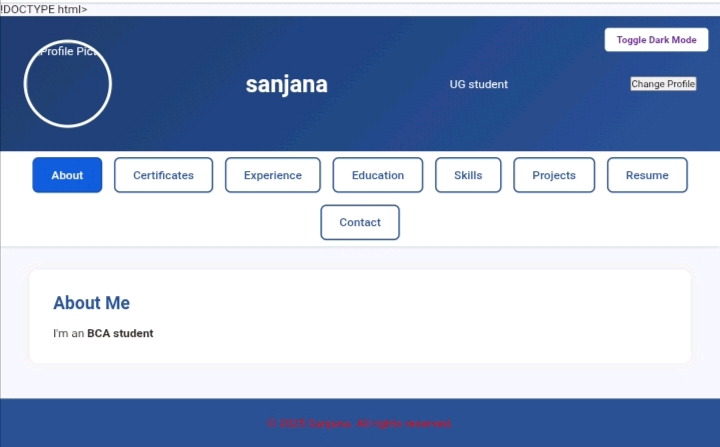 !DOCTYPE html>
Toggle Dark Mode
Profile Pict
sanjana
UG student
Change Profile
About
Certificates
Experience
Education
Skills
Projects
Resume
Contact
About Me
I'm an BCA student
© 2025 Sanjana. All rights reserved.